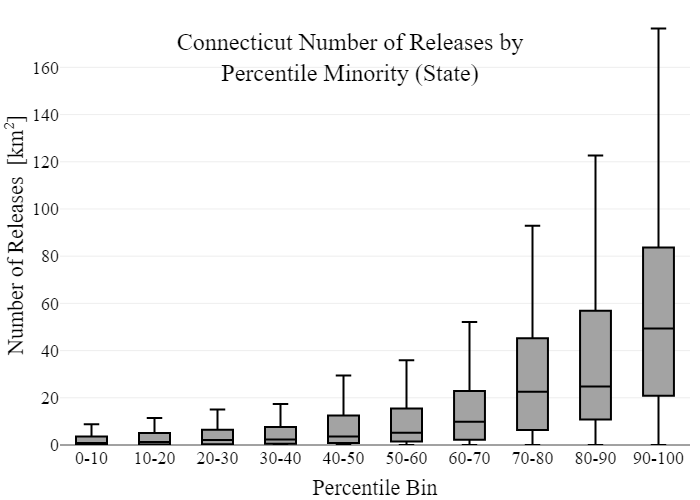 Connecticut Number of Releases by
Percentile Minority (State)
Number of Releases [km²]
160
140
120
100
80
60
40
20
0
0-10 10-20 20-30 30-40 40-50 50-60 60-70 70-80 80-90 90-100
Percentile Bin